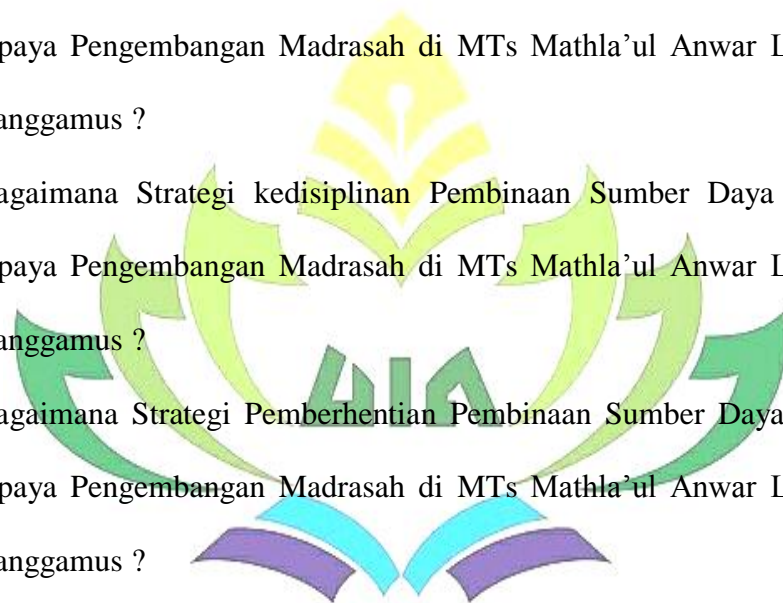 paya Pengembangan Madrasah di MTs Mathla’ul Anwar L
anggamus ?
agaimana Strategi kedisiplinan Pembinaan Sumber Daya
paya Pengembangan Madrasah di MTs Mathla’ul Anwar L
anggamus ?
UIN
agaimana Strategi Pemberhentian Pembinaan Sumber Daya
paya Pengembangan Madrasah di MTs Mathla’ul Anwar L
anggamus ?